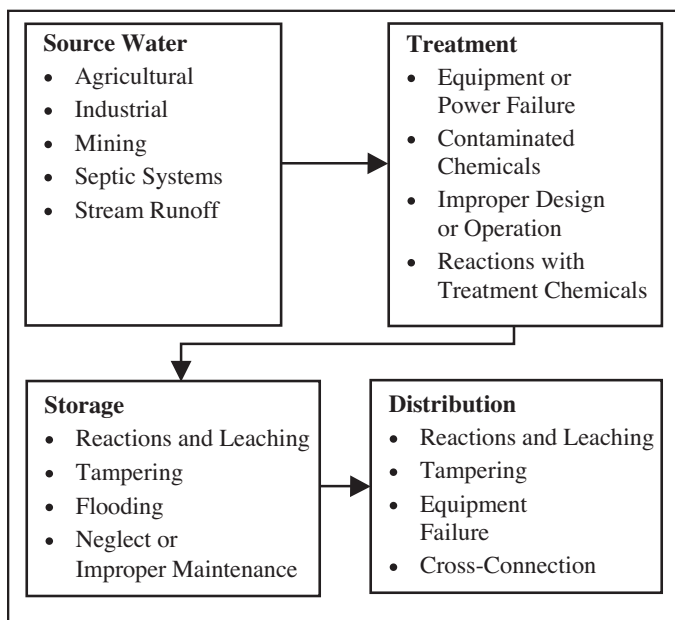 Source Water
• Agricultural
• Industrial
• Mining
• Septic Systems
• Stream Runoff
Treatment
• Equipment or
Power Failure
• Contaminated
Chemicals
• Improper Design
or Operation
• Reactions with
Treatment Chemicals
Storage
• Reactions and Leaching
• Tampering
• Flooding
• Neglect or
Improper Maintenance
Distribution
• Reactions and Leaching
• Tampering
• Equipment
Failure
• Cross-Connection